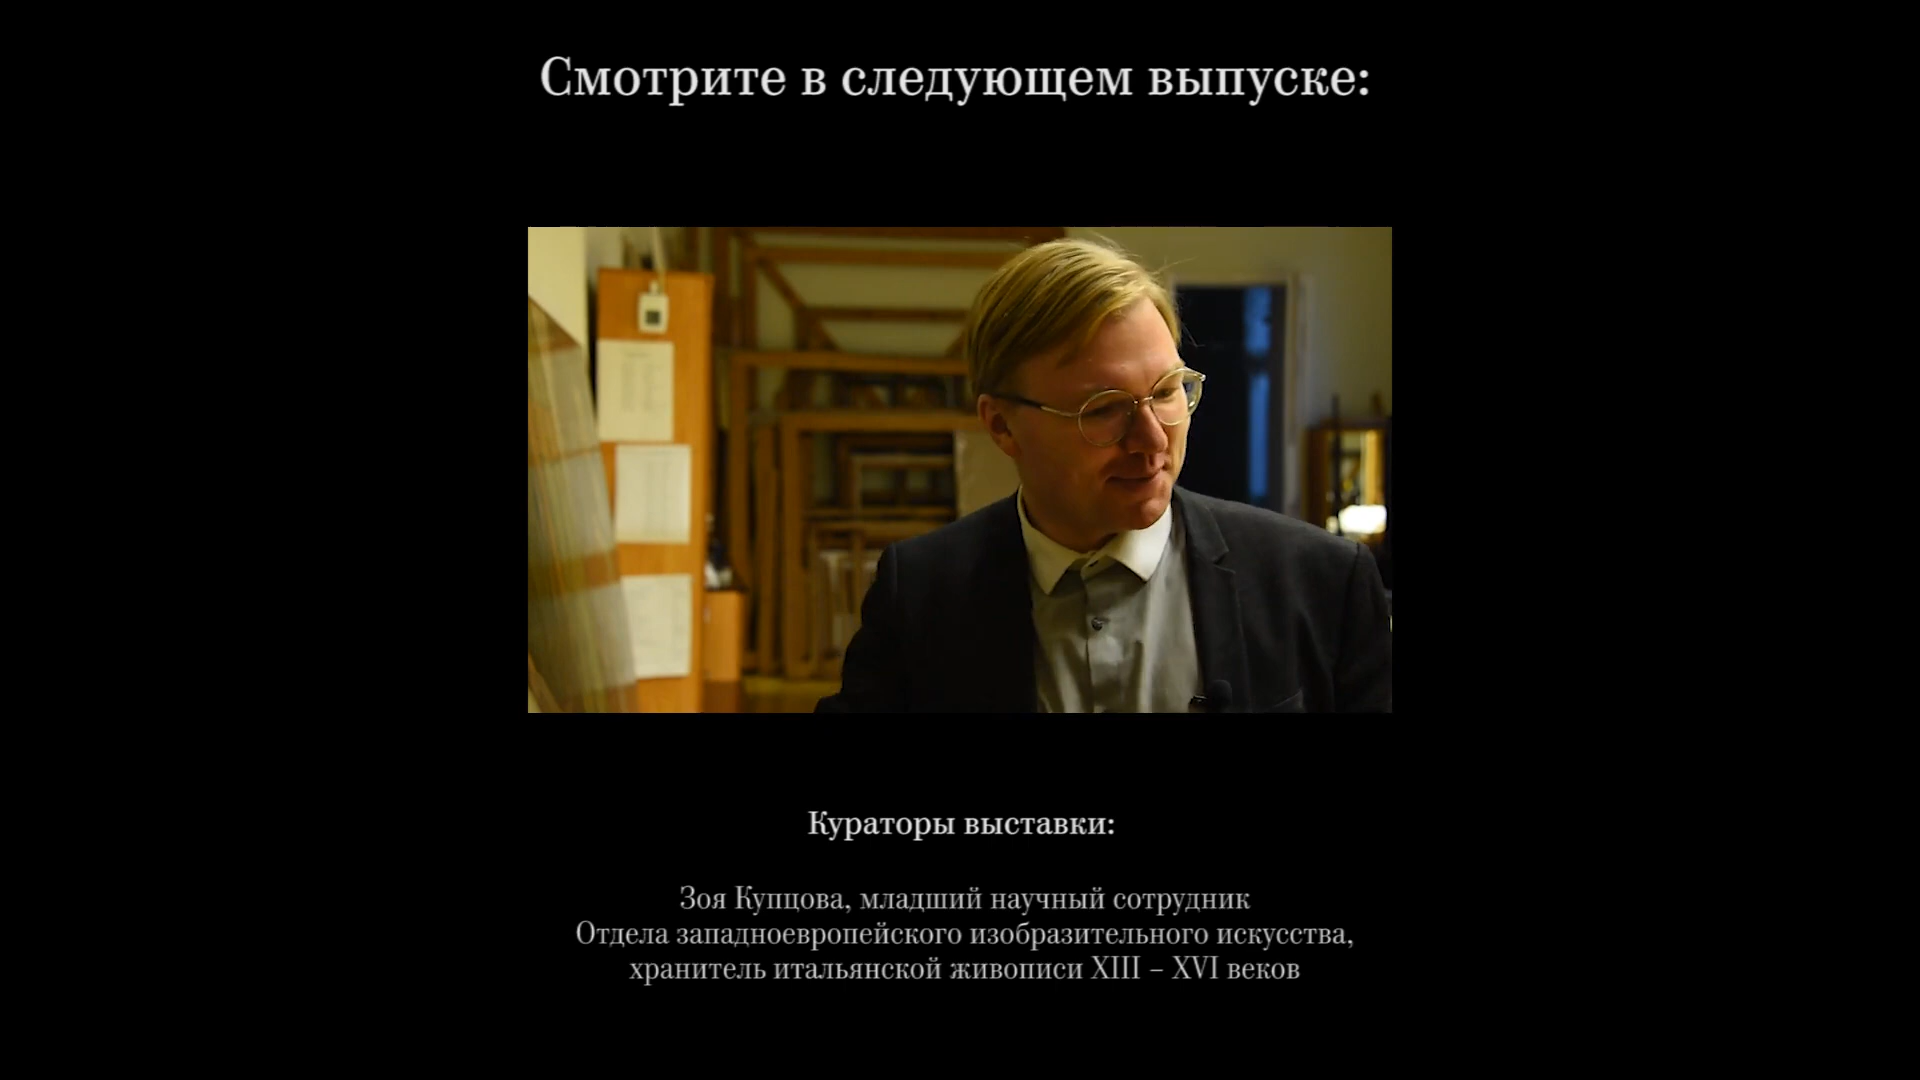 Смотрите в следующем выпуске:
Кураторы выставки:
Зоя Купцова, младший научный сотрудник
Отдела западноевропейского изобразительного искусства,
хранитель итальянской живописи XIII – XVI веков